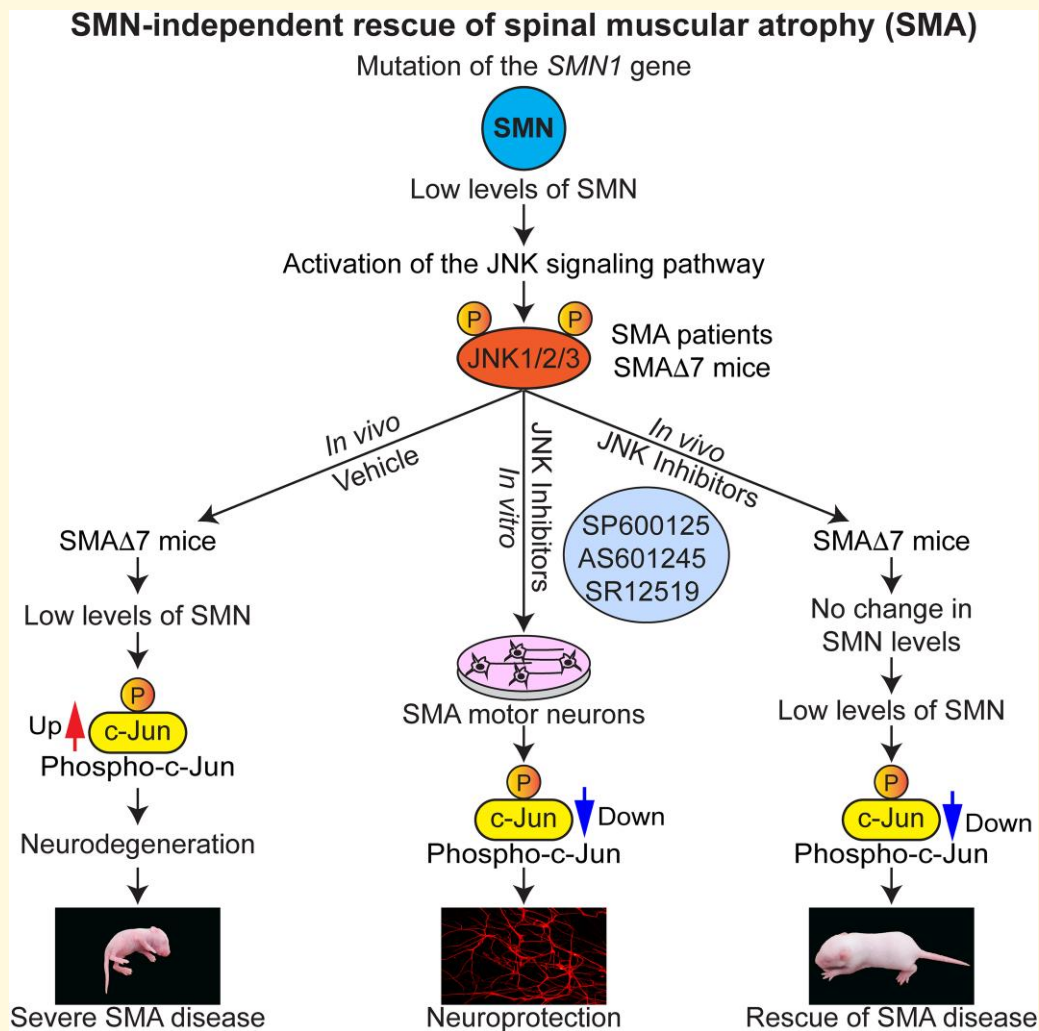 SMN-independent rescue of spinal muscular atrophy (SMA)
Mutation of the SMN1 gene
SMN
Low levels of SMN
Activation of the JNK signaling pathway
P
P
JNK1/2/3
SMA patients
SMAΔ7 mice
In vivo
Vehicle
SMAΔ7 mice
Low levels of SMN
P
Up
c-Jun
Phospho-c-Jun
Neurodegeneration
Severe SMA disease
JNK Inhibitors
In vitro
SP600125
AS601245
SR12519
SMA motor neurons
P
c-Jun
Down
Phospho-c-Jun
Neuroprotection
In vivo
JNK Inhibitors
SMAΔ7 mice
No change in
SMN levels
Low levels of SMN
P
c-Jun
Down
Phospho-c-Jun
Rescue of SMA disease